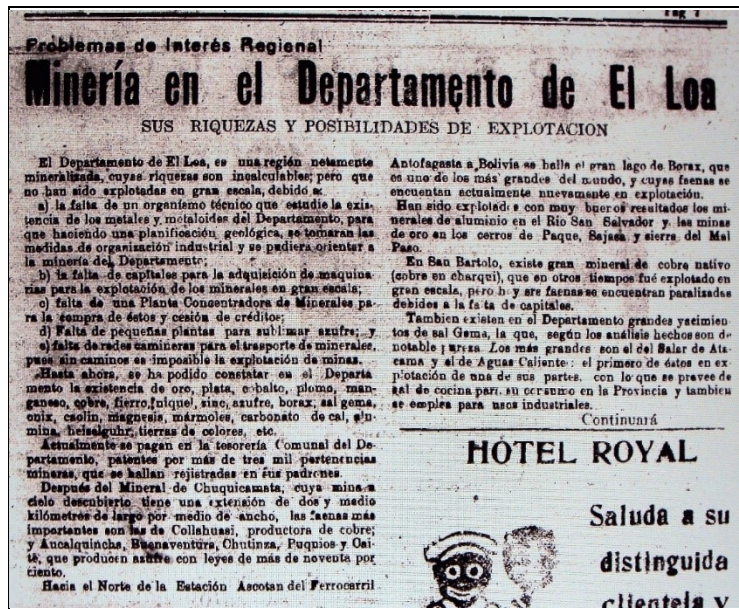 Pag
Problemas de Interés Regional
Minería en el Departamento de El Loa
SUS RIQUEZAS Y POSIBILIDADES DE EXPLOTACION
El Departamento de El Loa, es una región netamente
mineralizada, cuyas riquezas son incalculables; pero que
no han sido explotadas en gran escala, debido a:
a) la falta de un organismo técnico que estudie la exis-
tencia de los metales y metaloides del Departamento, para
que haciendo una planificación geológica, se tomaran las
medidas de organización industrial y se pudiera orientar a
la minería del Departamento;
b) la falta de capitales para la adquisición de maquina-
rias para la explotación de los minerales en gran escala;
c) falta de una Planta Concentradora de Minerales pa-
ra la compra de éstos y cesión de créditos;
d) Falta de pequeñas plantas para sublimar azufre; y
e) falta de redes camineras para el trasporte de minerales,
pues sin caminos es imposible la explotación de minas.
Hasta ahora, se ha podido constatar en el Departa
mento la existencia de oro, plata, cobalto, plomo, man-
ganeso, cobre, fierro, niquel, zinc, azufre, borax, sal gema,
onix, caolin, magnesis, mármoles, carbonato de cal, alu-
mina, tierras de colores, etc.
Actualmente se pagan en la tesorería Comunal del De-
partamento, patentes por más de tres mil pertenencias
mineras, que se hallan rejistradas en sus padrones.
Después del Mineral de Chuquicamata, cuya mina a
cielo descubierto tiene una extensión de dos y medio
kilómetros de largo por medio de ancho, las faenas más
importantes son las de Collahuasi, productora de cobre;
y Aucalquincha, Buenaventura, Chutinza, Puquios y
que producen azufre con leyes de más de noventa por
ciento.
Hacia el Norte de la Estación Ascotan del Ferrocarril
Antofagasta a Bolivia se halla el gran lago de Borax, que
es uno de los más grandes del mundo, y cuyas faenas se
encuentan actualmente nuevamente en explotación.
Han sido explotados con muy buenos resultados los mi-
nerales de aluminio en el Rio San Salvador y las minas
de oro en los cerros de Paque, Sajasa y sierra del Mal
Paso.
En San Bartolo, existe gran mineral de cobre nativo
(cobre en charqui), que en otros tiempos fué explotado en
gran escala, pero h y sus faenas se encuentran paralizadas
debidos a la falta de capitales.
Tambien existen en el Departamento grandes yacimien
tos de sal Gema, la que, según los análisis hechos son de
notable pureza. Los más grandes son el del Salar de Ata-
cama y el de Aguas Caliente: el primero de éstos en ex-
plotación de una de sus partes, con lo que se provee de
sal de cocina para su consumo en la Provincia y tambien
se emplea para usos industriales.
Continuará
HOTEL ROYAL
Saluda a su
distinguida
clientela y